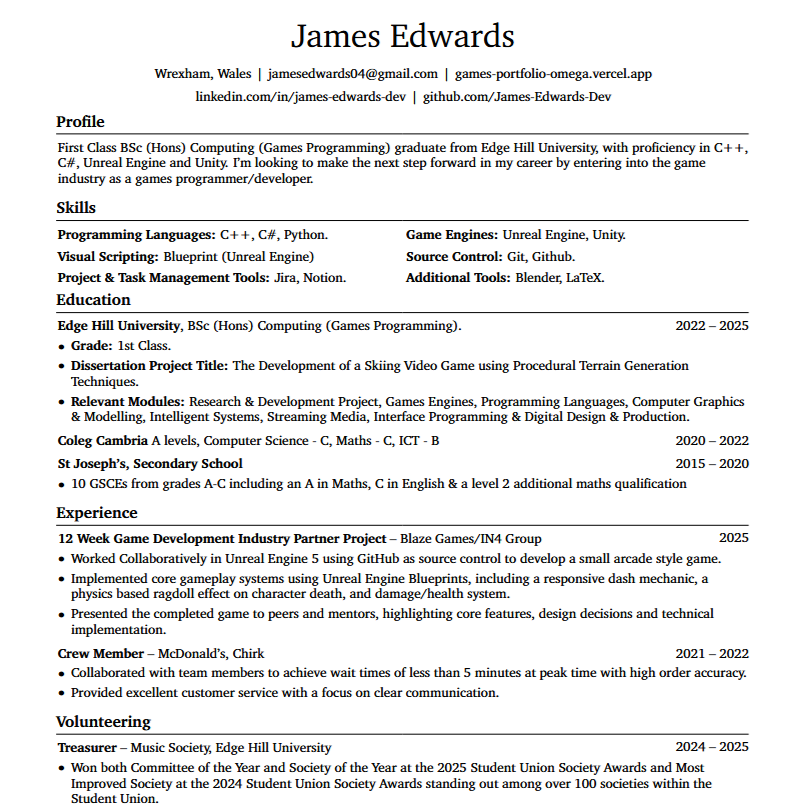 James Edwards
Wrexham, Wales | jamesedwards04@gmail.com | games-portfolio-omega.vercel.app
linkedin.com/in/james-edwards-dev | github.com/James-Edwards-Dev
Profile
First Class BSc (Hons) Computing (Games Programming) graduate from Edge Hill University, with proficiency in C++,
C#, Unreal Engine and Unity. I'm looking to make the next step forward in my career by entering into the game
industry as a games programmer/developer.
Skills
Programming Languages: C++, C#, Python. Game Engines: Unreal Engine, Unity.
Visual Scripting: Blueprint (Unreal Engine) Source Control: Git, Github.
Project & Task Management Tools: Jira, Notion. Additional Tools: Blender, LaTeX.
Education
Edge Hill University, BSc (Hons) Computing (Games Programming). 2022 – 2025
• Grade: 1st Class.
• Dissertation Project Title: The Development of a Skiing Video Game using Procedural Terrain Generation
Techniques.
• Relevant Modules: Research & Development Project, Games Engines, Programming Languages, Computer Graphics
& Modelling, Intelligent Systems, Streaming Media, Interface Programming & Digital Design & Production.
Coleg Cambria A levels, Computer Science - C, Maths - C, ICT - B 2020 – 2022
St Joseph's, Secondary School 2015 – 2020
• 10 GSCEs from grades A-C including an A in Maths, C in English & a level 2 additional maths qualification
Experience
12 Week Game Development Industry Partner Project – Blaze Games/IN4 Group 2025
• Worked Collaboratively in Unreal Engine 5 using GitHub as source control to develop a small arcade style game.
• Implemented core gameplay systems using Unreal Engine Blueprints, including a responsive dash mechanic, a
physics based ragdoll effect on character death, and damage/health system.
• Presented the completed game to peers and mentors, highlighting core features, design decisions and technical
implementation.
Crew Member – McDonald's, Chirk 2021 – 2022
• Collaborated with team members to achieve wait times of less than 5 minutes at peak time with high order accuracy.
• Provided excellent customer service with a focus on clear communication.
Volunteering
Treasurer – Music Society, Edge Hill University 2024 – 2025
• Won both Committee of the Year and Society of the Year at the 2025 Student Union Society Awards and Most
Improved Society at the 2024 Student Union Society Awards standing out among over 100 societies within the
Student Union.